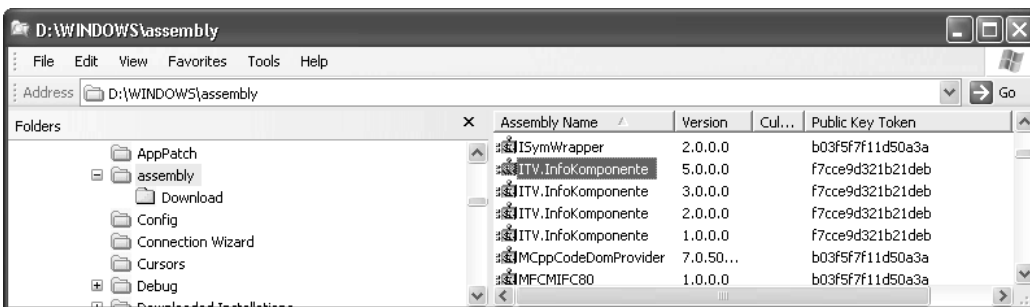 D:\WINDOWS\assembly
File Edit View Favorites Tools Help
Address D:\WINDOWS\assembly Go
Folders
AppPatch
assembly
Download
Config
Connection Wizard
Cursors
Debug
Downloaded Installations
Assembly Name Version Cul... Public Key Token
ISymWrapper 2.0.0.0 b03f5f7f11d50a3a
ITV.InfoKomponente 5.0.0.0 f7cce9d321b21deb
ITV.InfoKomponente 3.0.0.0 f7cce9d321b21deb
ITV.InfoKomponente 2.0.0.0 f7cce9d321b21deb
ITV.InfoKomponente 1.0.0.0 f7cce9d321b21deb
MCppCodeDomProvider 7.0.50... b03f5f7f11d50a3a
MFCMIFC80 1.0.0.0 b03f5f7f11d50a3a